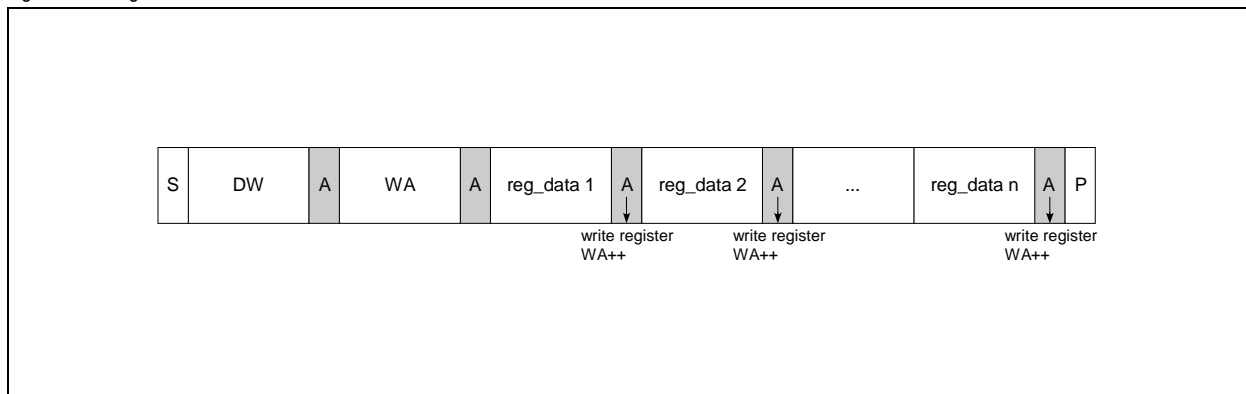 S DW A WA A reg_data 1 A reg_data 2 A ... reg_data n A P
write register write register write register
WA++ WA++ WA++